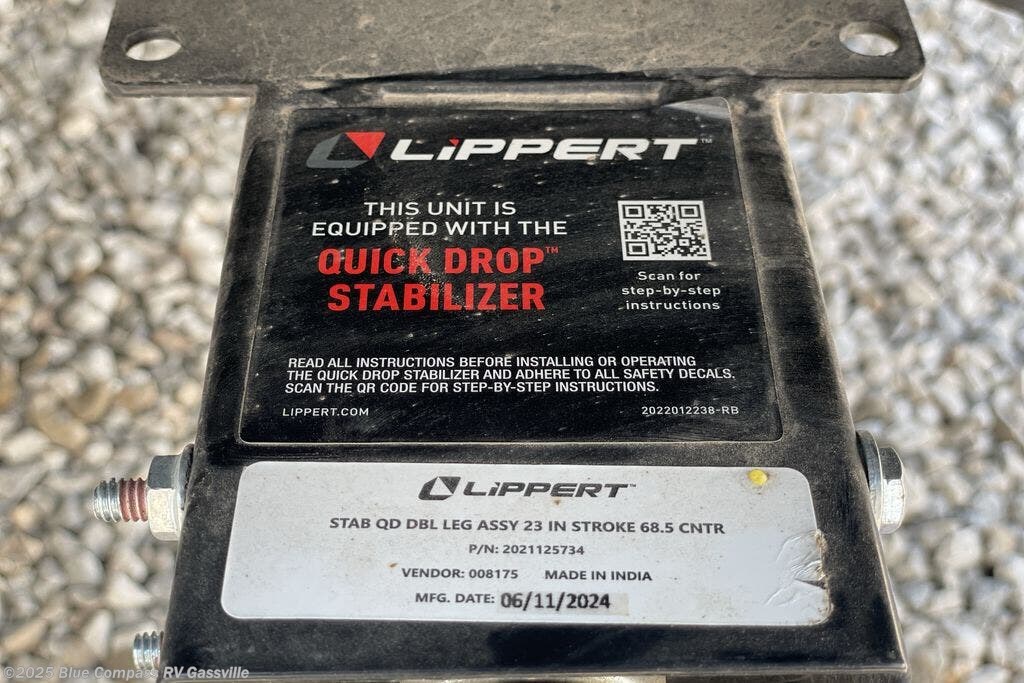 LIPPERT™
THIS UNIT IS
EQUIPPED WITH THE
QUICK DROP™
STABILIZER
Scan for
step-by-step
instructions
READ ALL INSTRUCTIONS BEFORE INSTALLING OR OPERATING
THE QUICK DROP STABILIZER AND ADHERE TO ALL SAFETY DECALS.
SCAN THE QR CODE FOR STEP-BY-STEP INSTRUCTIONS.
LIPPERT.COM 2022012238-RB
LIPPERT™
STAB QD DBL LEG ASSY 23 IN STROKE 68.5 CNTR
P/N: 2021125734
VENDOR: 008175 MADE IN INDIA
MFG. DATE: 06/11/2024
©2025 Blue Compass RV Gassville